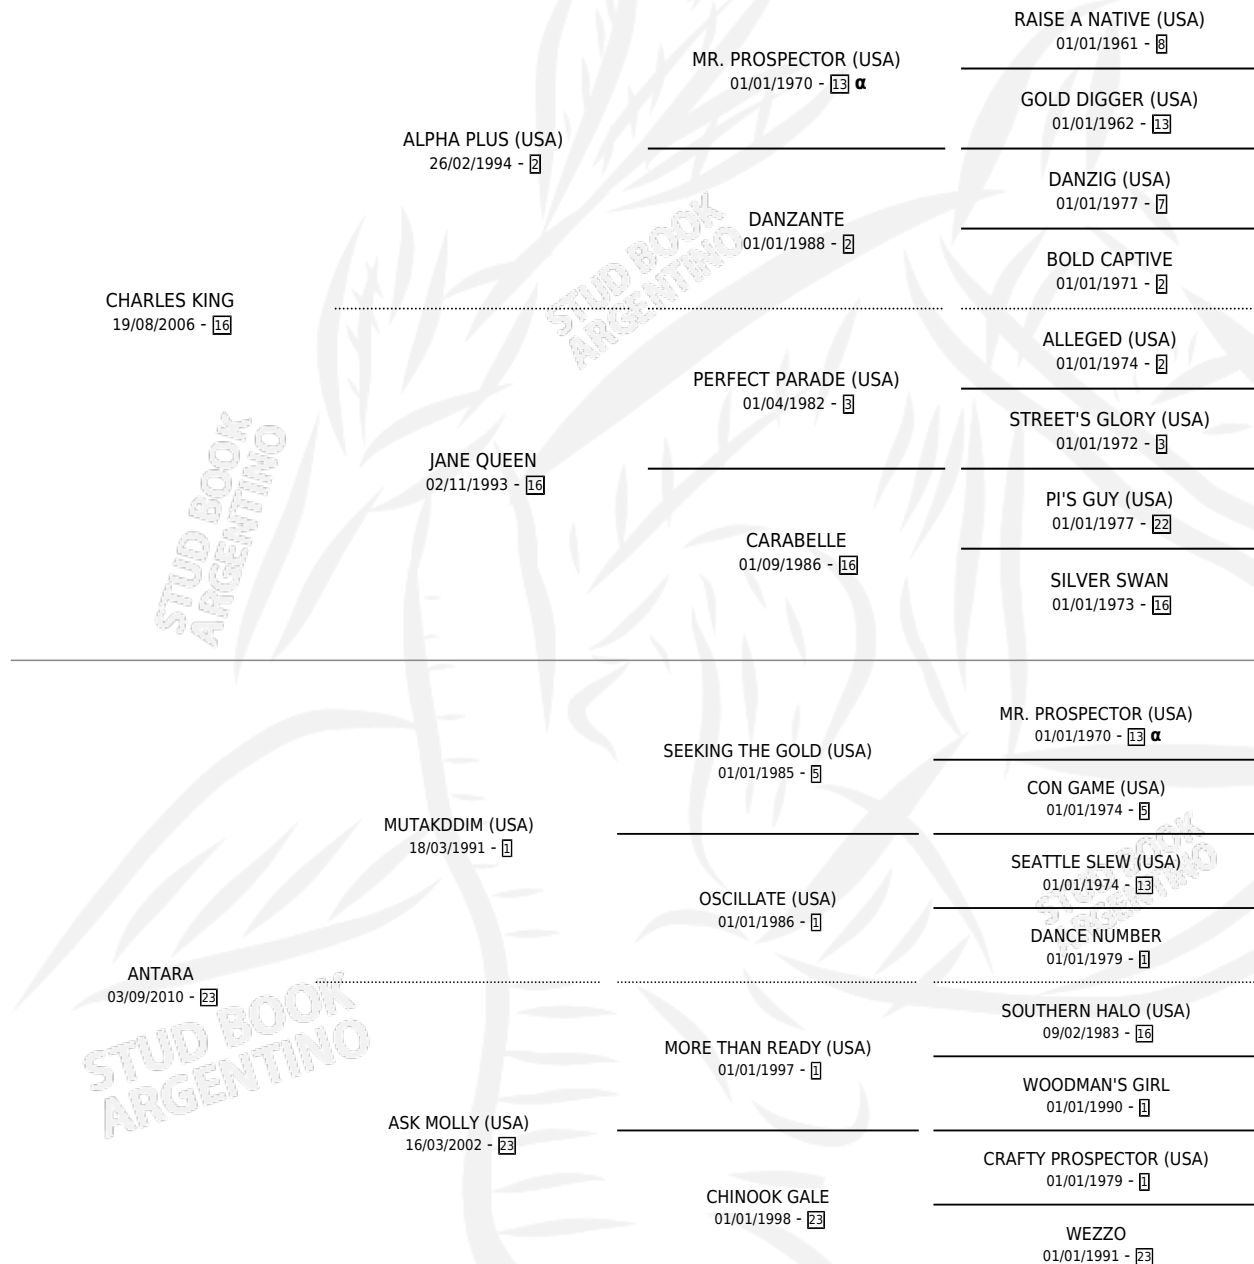 RAISE A NATIVE (USA)
01/01/1961 - 8
MR. PROSPECTOR (USA)
01/01/1970 - 13 α
GOLD DIGGER (USA)
01/01/1962 - 13
ALPHA PLUS (USA)
26/02/1994 - 2
DANZIG (USA)
01/01/1977 - 7
DANZANTE
01/01/1988 - 2
BOLD CAPTIVE
01/01/1971 - 2
STUD BOOK
ARGENTINO
CHARLES KING
19/08/2006 - 16
ALLEGED (USA)
01/01/1974 - 2
PERFECT PARADE (USA)
01/04/1982 - 3
STREET'S GLORY (USA)
01/01/1972 - 3
JANE QUEEN
02/11/1993 - 16
PI'S GUY (USA)
01/01/1977 - 22
CARABELLE
01/09/1986 - 16
SILVER SWAN
01/01/1973 - 16
STUD BOOK
ARGENTINO
MR. PROSPECTOR (USA)
01/01/1970 - 13 α
SEEKING THE GOLD (USA)
01/01/1985 - 5
CON GAME (USA)
01/01/1974 - 5
MUTAKDDIM (USA)
18/03/1991 - 1
SEATTLE SLEW (USA)
01/01/1974 - 13
OSCILLATE (USA)
01/01/1986 - 1
DANCE NUMBER
01/01/1979 - 1
STUD BOOK
ARGENTINO
ANTARA
03/09/2010 - 23
SOUTHERN HALO (USA)
09/02/1983 - 16
MORE THAN READY (USA)
01/01/1997 - 1
WOODMAN'S GIRL
01/01/1990 - 1
STUD BOOK
ARGENTINO
ASK MOLLY (USA)
16/03/2002 - 23
CRAFTY PROSPECTOR (USA)
01/01/1979 - 1
CHINOOK GALE
01/01/1998 - 23
WEZZO
01/01/1991 - 23